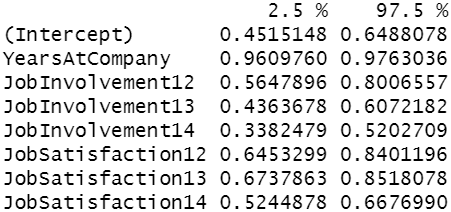 2.5 % 97.5 %
(Intercept) 0.4515148 0.6488078
YearsAtCompany 0.9609760 0.9763036
JobInvolvement12 0.5647896 0.8006557
JobInvolvement13 0.4363678 0.6072182
JobInvolvement14 0.3382479 0.5202709
JobSatisfaction12 0.6453299 0.8401196
JobSatisfaction13 0.6737863 0.8518078
JobSatisfaction14 0.5244878 0.6676990